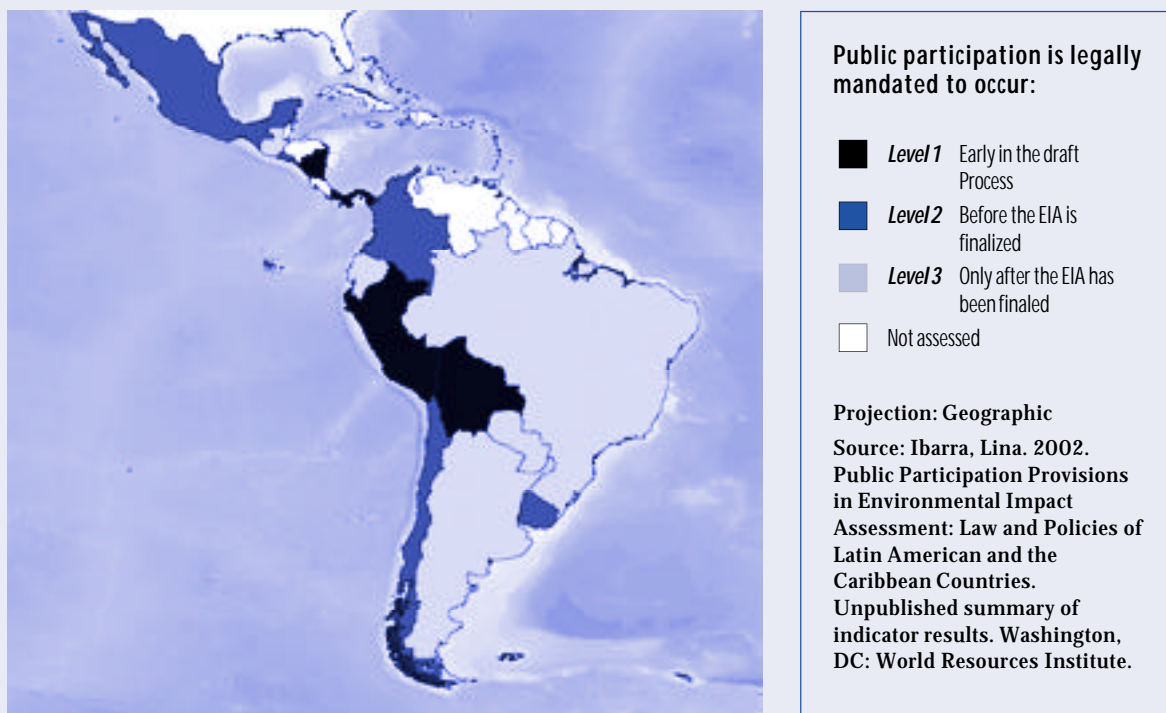 Public participation is legally
mandated to occur:
Level 1 Early in the draft
Process
Level 2 Before the EIA is
finalized
Level 3 Only after the EIA has
been finaled
Not assessed
Projection: Geographic
Source: Ibarra, Lina. 2002.
Public Participation Provisions
in Environmental Impact
Assessment: Law and Policies of
Latin American and the
Caribbean Countries.
Unpublished summary of
indicator results. Washington,
DC: World Resources Institute.